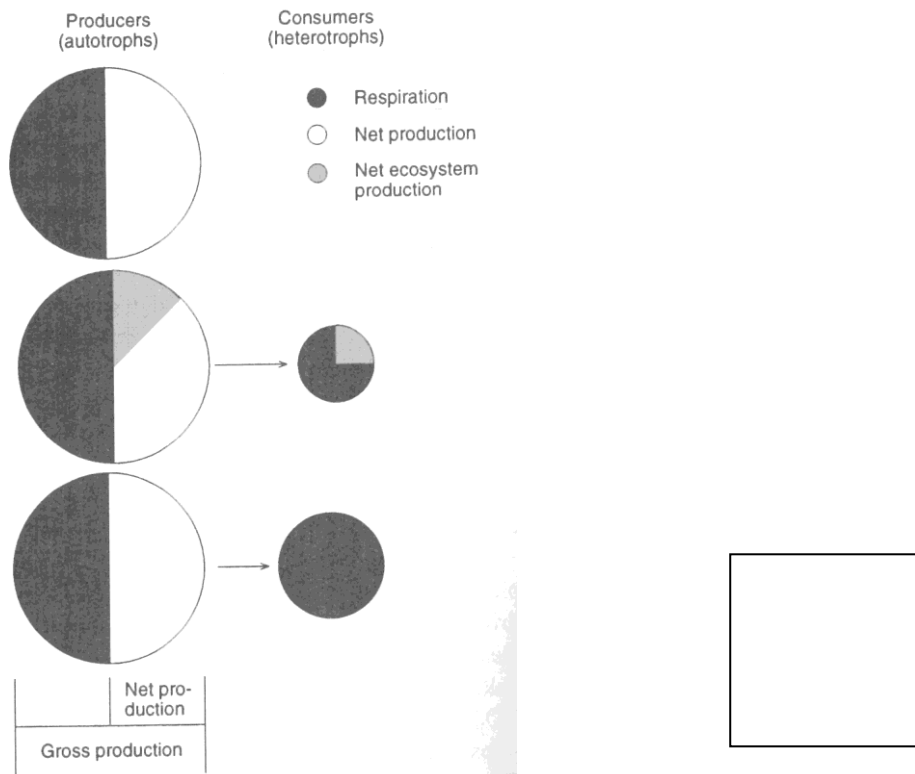 Producers
(autotrophs)
Consumers
(heterotrophs)
Respiration
Net production
Net ecosystem
production
Net pro-
duction
Gross production